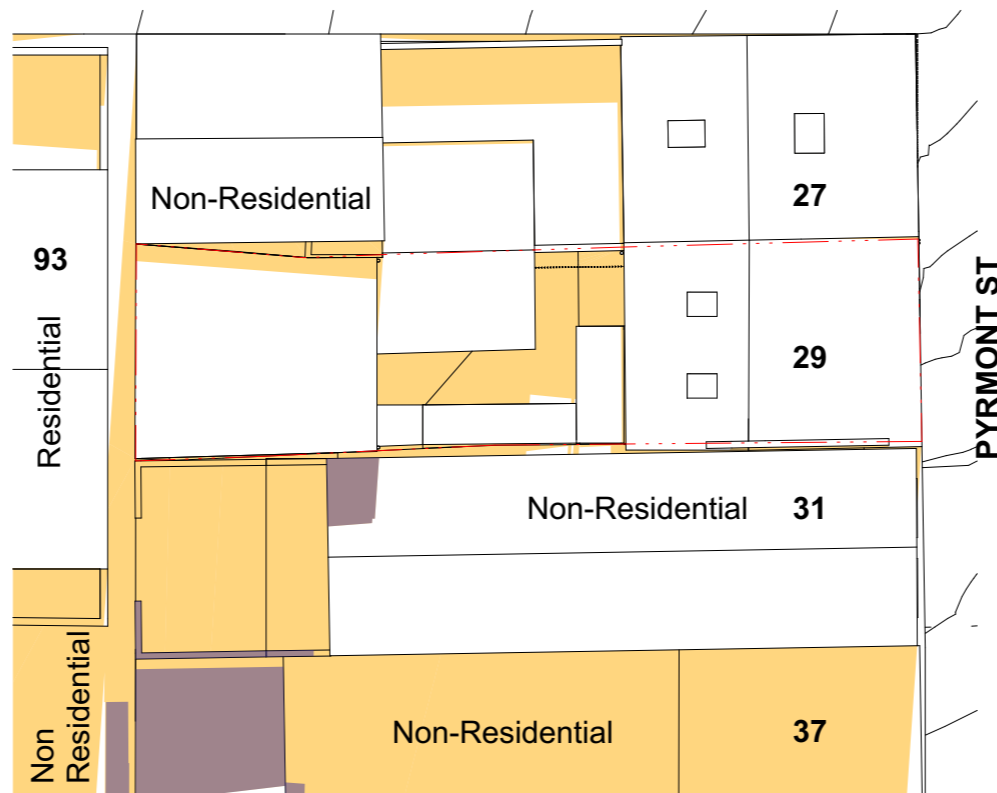 Non-Residential
27
93
Residential
29
PYRMONT ST
Non-Residential
31
Non
Residential
Non-Residential
37